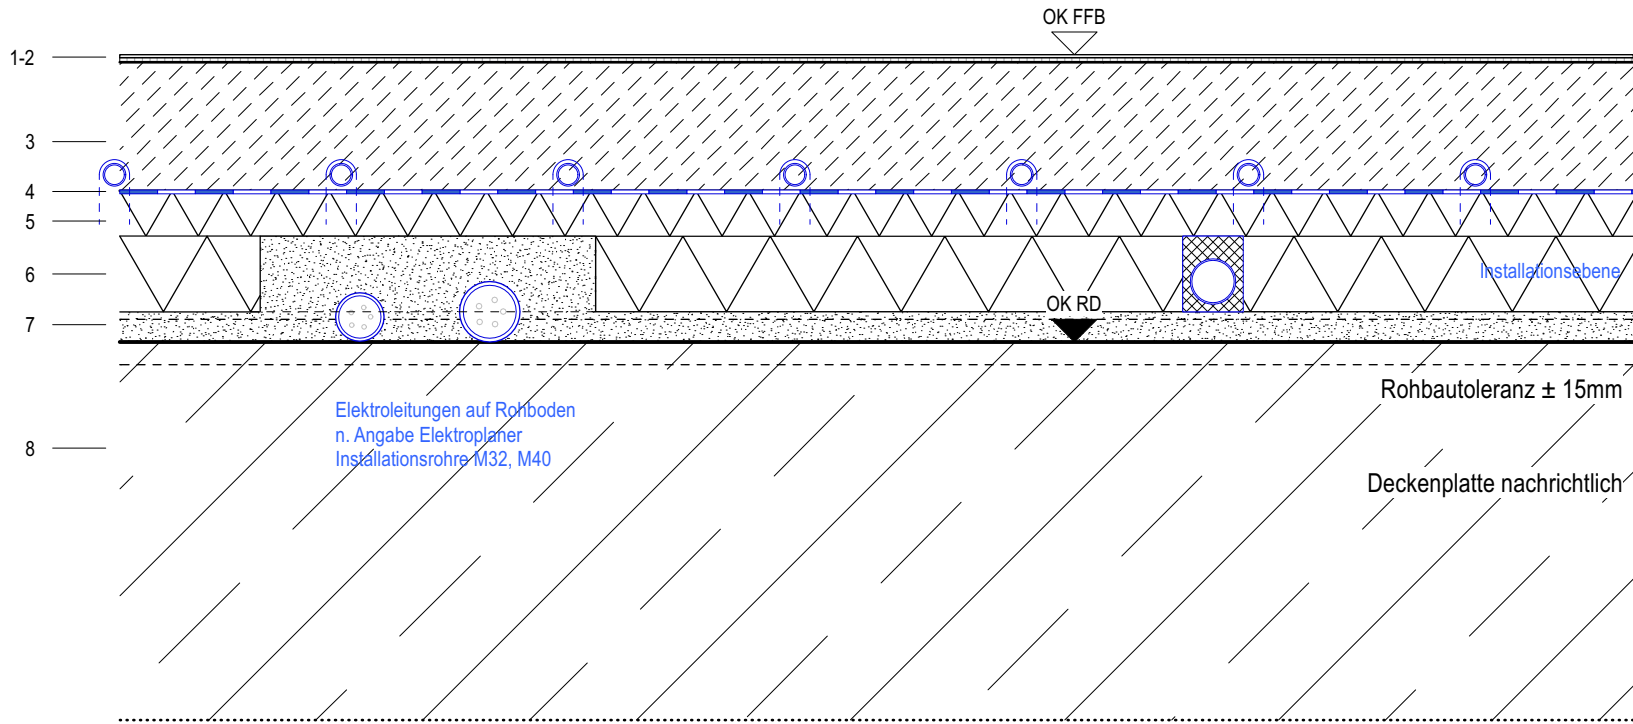 OK FFB
1-2
3
4
5
6
Installationsebene
OK RD
7
Rohbautoleranz ± 15mm
Elektroleitungen auf Rohboden
n. Angabe Elektroplaner
Installationsrohre M32, M40
8
Deckenplatte nachrichtlich